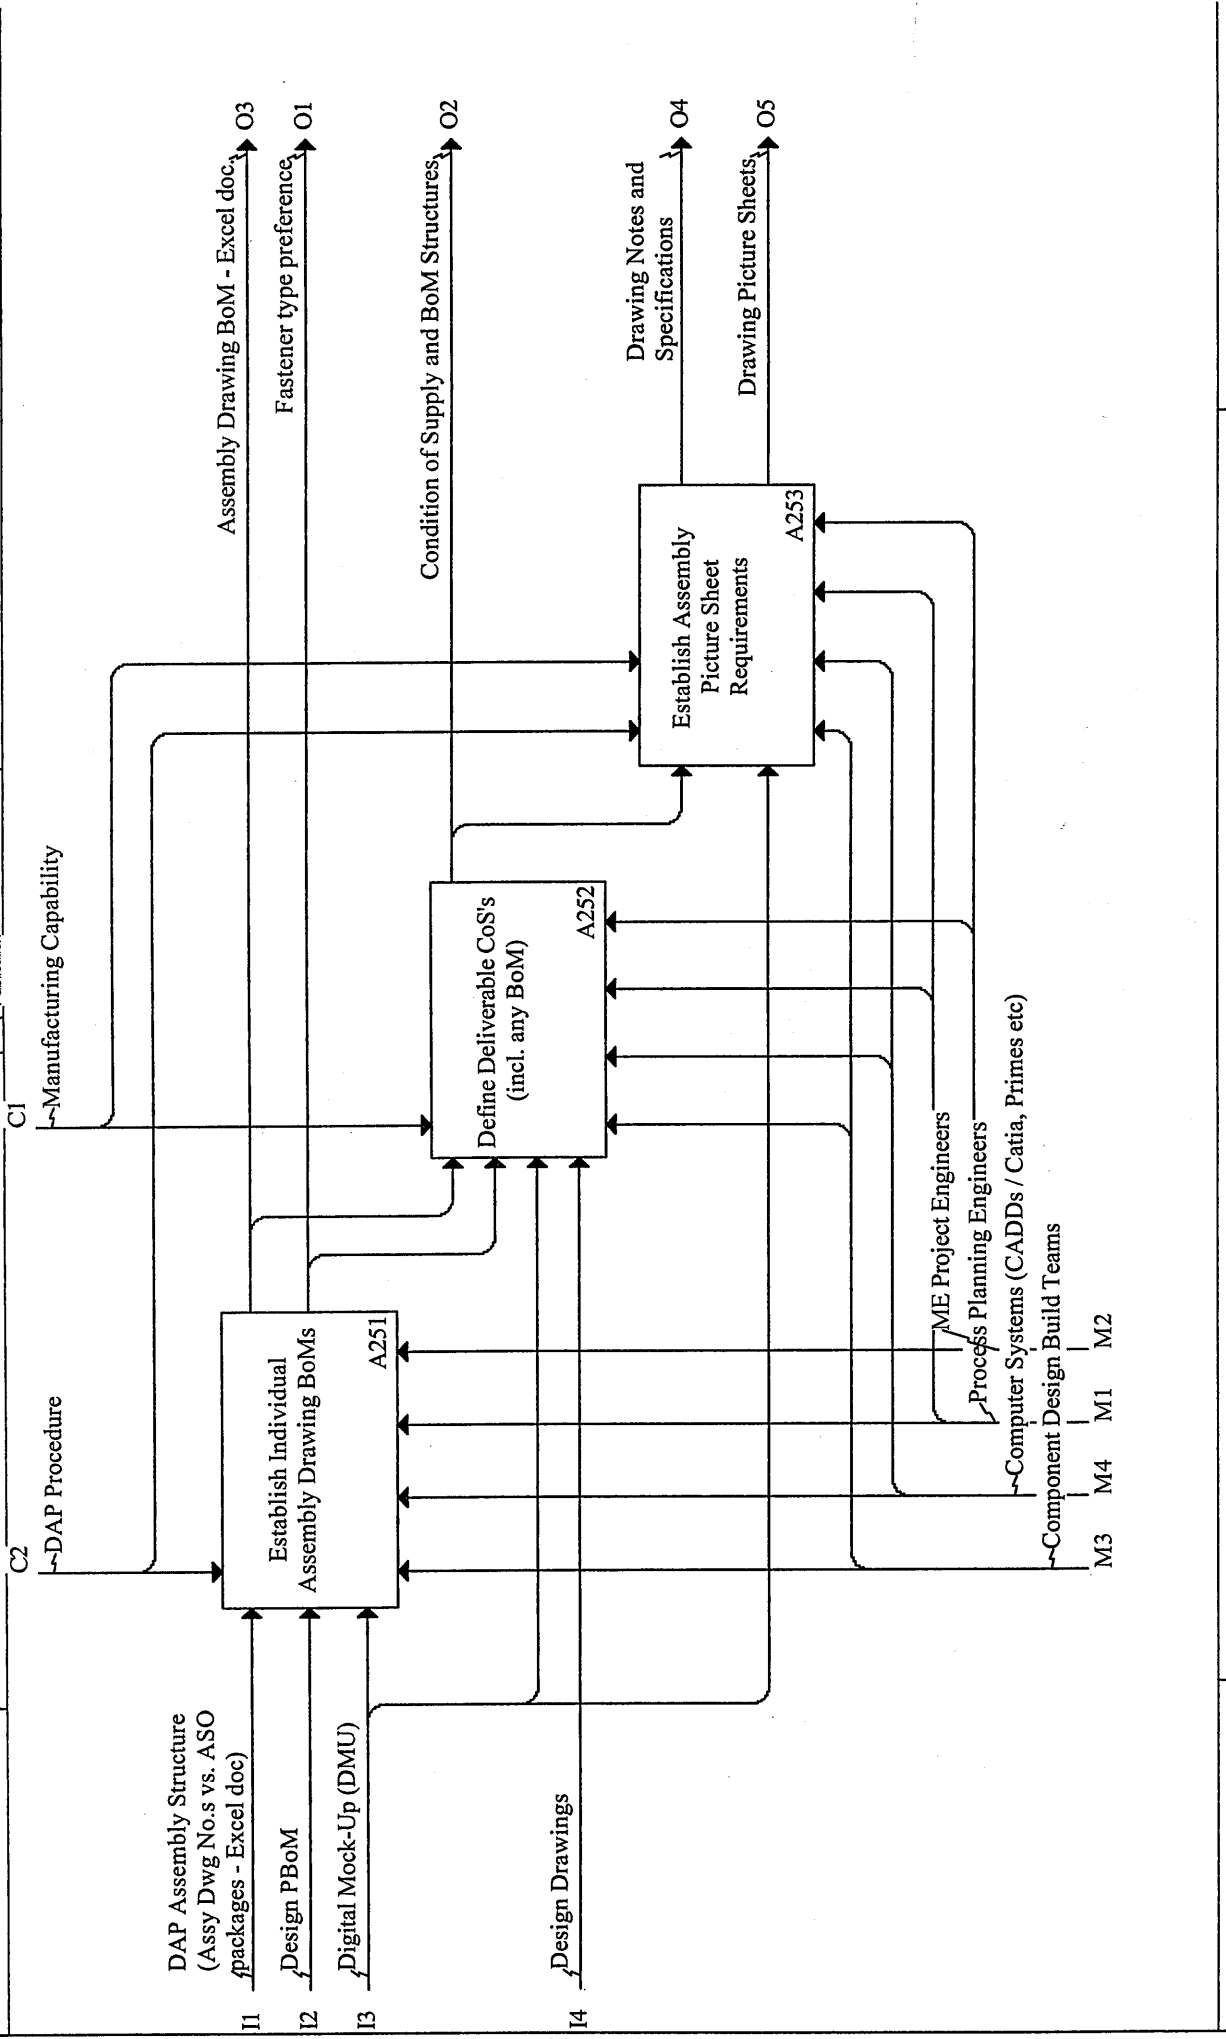 C2
DAP Procedure
C1
Manufacturing Capability
I1
DAP Assembly Structure
(Assy Dwg No.s vs. ASO
packages - Excel doc)
I2
Design PBoM
I3
Digital Mock-Up (DMU)
I4
Design Drawings
Establish Individual
Assembly Drawing BoMs
A251
Define Deliverable CoS's
(incl. any BoM)
A252
Establish Assembly
Picture Sheet
Requirements
A253
Assembly Drawing BoM - Excel doc.
O3
Fastener type preference
O1
Condition of Supply and BoM Structures
O2
Drawing Notes and
Specifications
O4
Drawing Picture Sheets
O5
ME Project Engineers
Process Planning Engineers
Computer Systems (CADDs / Catia, Primes etc)
Component Design Build Teams
M3
M4
M1
M2